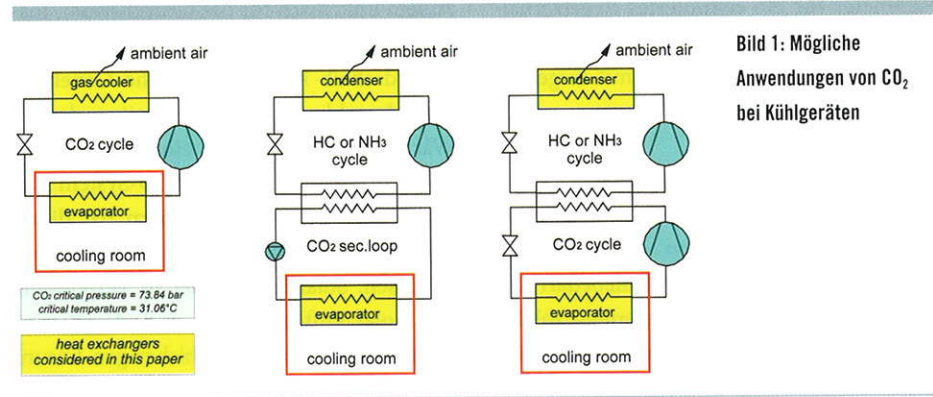 ambient air
gas cooler
CO₂ cycle
evaporator
cooling room
CO₂ critical pressure = 73.84 bar
critical temperature = 31.06°C
heat exchangers
considered in this paper
ambient air
condenser
HC or NH₃
cycle
CO₂ sec.loop
evaporator
cooling room
ambient air
condenser
HC or NH₃
cycle
CO₂ cycle
evaporator
cooling room
Bild 1: Mögliche
Anwendungen von CO₂
bei Kühlgeräten